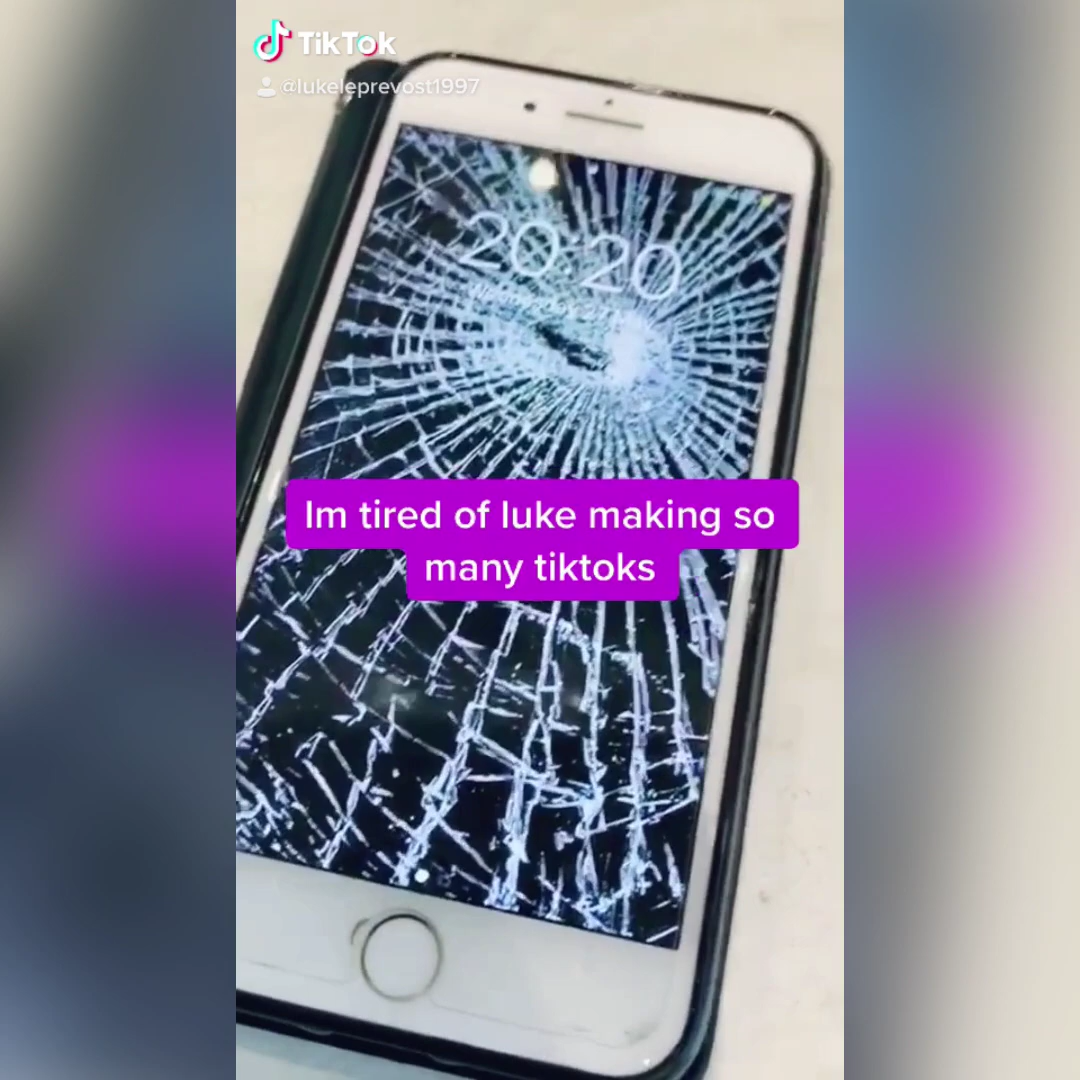 TikTok
@lukeleprevost1997
20:20
Im tired of luke making so
many tiktoks